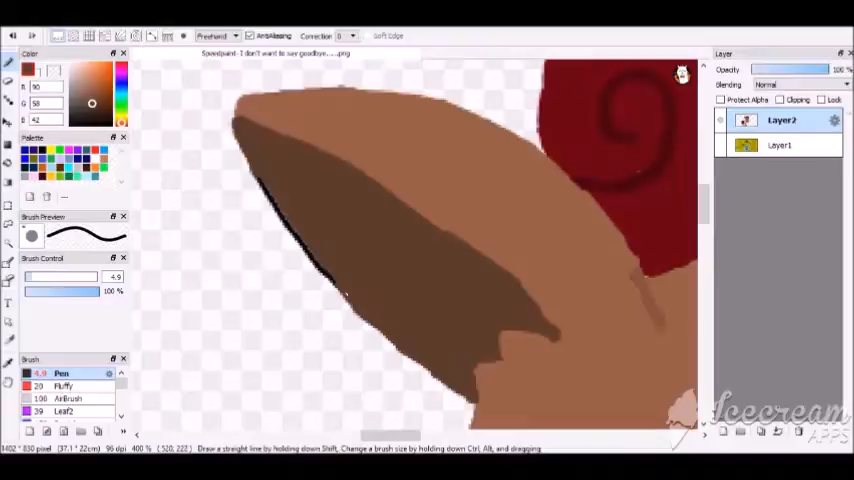 Freehand AntiAliasing Correction 0 Soft Edge
Speedpaint- I don't want to say goodbye.....png
Color
R 90
G 58
B 42
Palette
Brush Preview
Brush Control
4.9
100 %
Brush
4.9 Pen
20 Fluffy
100 AirBrush
39 Leaf2
Layer
Opacity 100 %
Blending Normal
Protect Alpha Clipping Lock
Layer2
Layer1
Icecream
APPS
1402 * 830 pixel (37.1 * 22cm) 96 dpi 400 % (520, 222) Draw a straight line by holding down Shift, Change a brush size by holding down Ctrl, Alt, and dragging